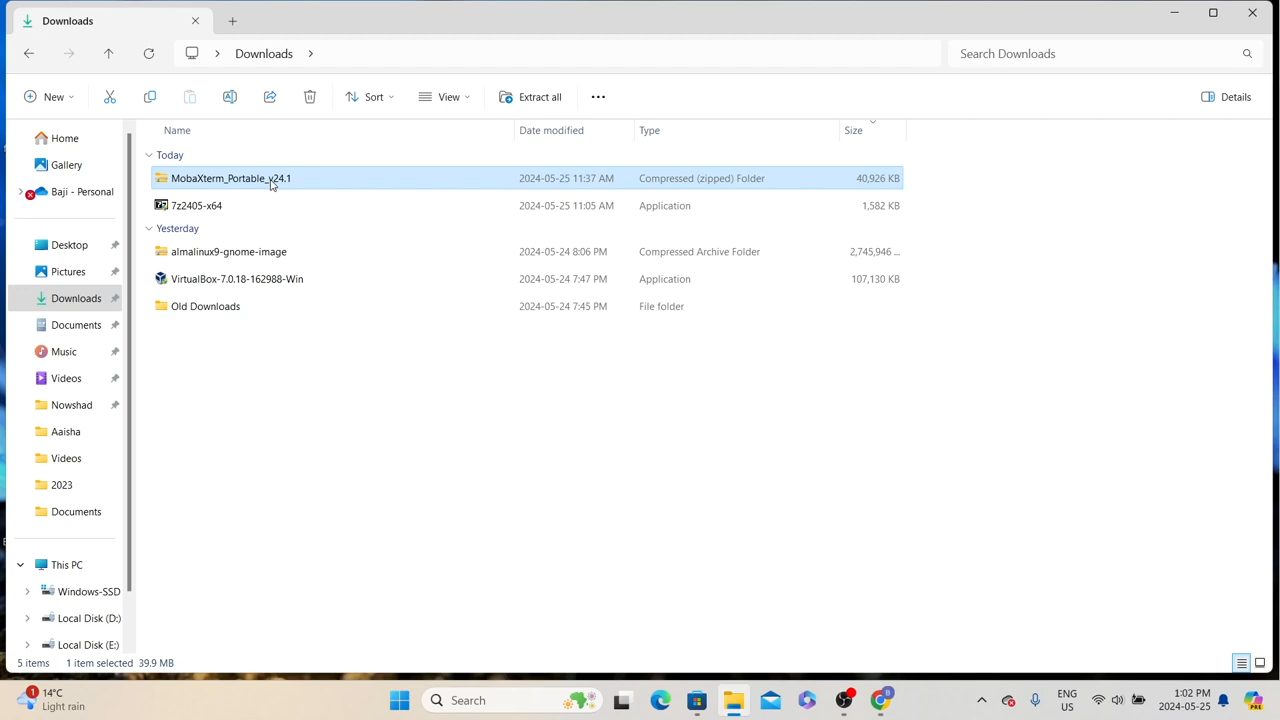 Downloads
Downloads
Search Downloads
New
Sort
View
Extract all
Details
Name
Date modified
Type
Size
Home
Gallery
Baji - Personal
Desktop
Pictures
Downloads
Documents
Music
Videos
Nowshad
Aaisha
Videos
2023
Documents
This PC
Windows-SSD
Local Disk (D:)
Local Disk (E:)
Today
MobaXterm_Portable_v24.1 2024-05-25 11:37 AM Compressed (zipped) Folder 40,926 KB
7z2405-x64 2024-05-25 11:05 AM Application 1,582 KB
Yesterday
almalinux9-gnome-image 2024-05-24 8:06 PM Compressed Archive Folder 2,745,946 ...
VirtualBox-7.0.18-162988-Win 2024-05-24 7:47 PM Application 107,130 KB
Old Downloads 2024-05-24 7:45 PM File folder
5 items 1 item selected 39.9 MB
1
14°C
Light rain
Search
B
ENG
US
1:02 PM
2024-05-25
PRE